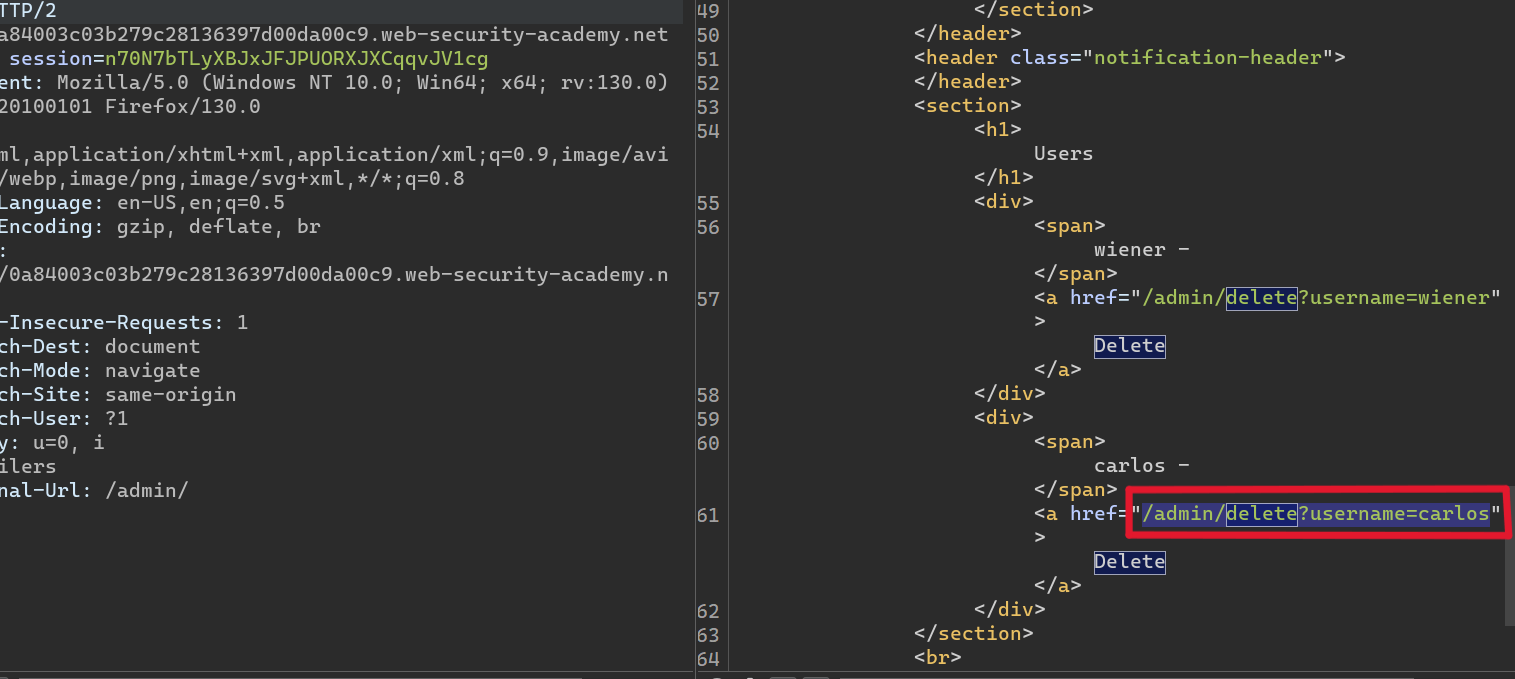 TTP/2
a84003c03b279c28136397d00da00c9.web-security-academy.net
session=n70N7bTLyXBJxJFJPUORXJXCqqvJV1cg
ent: Mozilla/5.0 (Windows NT 10.0; Win64; x64; rv:130.0)
20100101 Firefox/130.0
ml,application/xhtml+xml,application/xml;q=0.9,image/avi
/webp,image/png,image/svg+xml,*/*;q=0.8
Language: en-US,en;q=0.5
Encoding: gzip, deflate, br
:
/0a84003c03b279c28136397d00da00c9.web-security-academy.n
-Insecure-Requests: 1
ch-Dest: document
ch-Mode: navigate
ch-Site: same-origin
ch-User: ?1
y: u=0, i
ilers
nal-Url: /admin/
49 </section>
50 </header>
51 <header class="notification-header">
52 </header>
53 <section>
54 <h1>
Users
</h1>
55 <div>
56 <span>
wiener -
</span>
57 <a href="/admin/delete?username=wiener"
>
Delete
</a>
58 </div>
59 <div>
60 <span>
carlos -
</span>
61 <a href="/admin/delete?username=carlos"
>
Delete
</a>
62 </div>
63 </section>
64 <br>